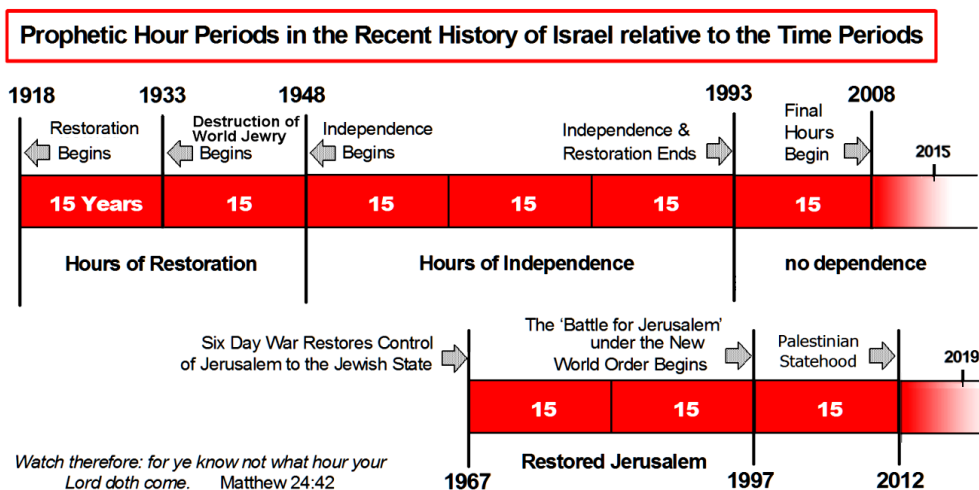 Prophetic Hour Periods in the Recent History of Israel relative to the Time Periods
1918
1933
1948
1993
2008
Restoration
Begins
Destruction of
World Jewry
Begins
Independence
Begins
Independence &
Restoration Ends
Final
Hours
Begin
2015
15 Years
15
15
15
15
15
Hours of Restoration
Hours of Independence
no dependence
Six Day War Restores Control
of Jerusalem to the Jewish State
The ‘Battle for Jerusalem’
under the New
World Order Begins
Palestinian
Statehood
2019
15
15
15
Watch therefore: for ye know not what hour your
Lord doth come. Matthew 24:42
Restored Jerusalem
1967
1997
2012